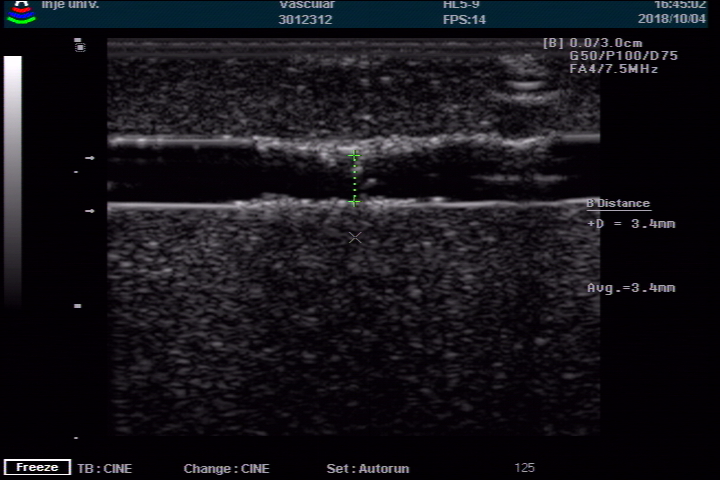 Inje univ. Vascular HL5-9 16:45:02
3012312 FPS:14 2018/10/04
[B] 0.0/3.0cm
G50/P100/D75
FA4/7.5MHz
B Distance
+D = 3.4mm
Avg.=3.4mm
Freeze TB : CINE Change : CINE Set : Autorun 125